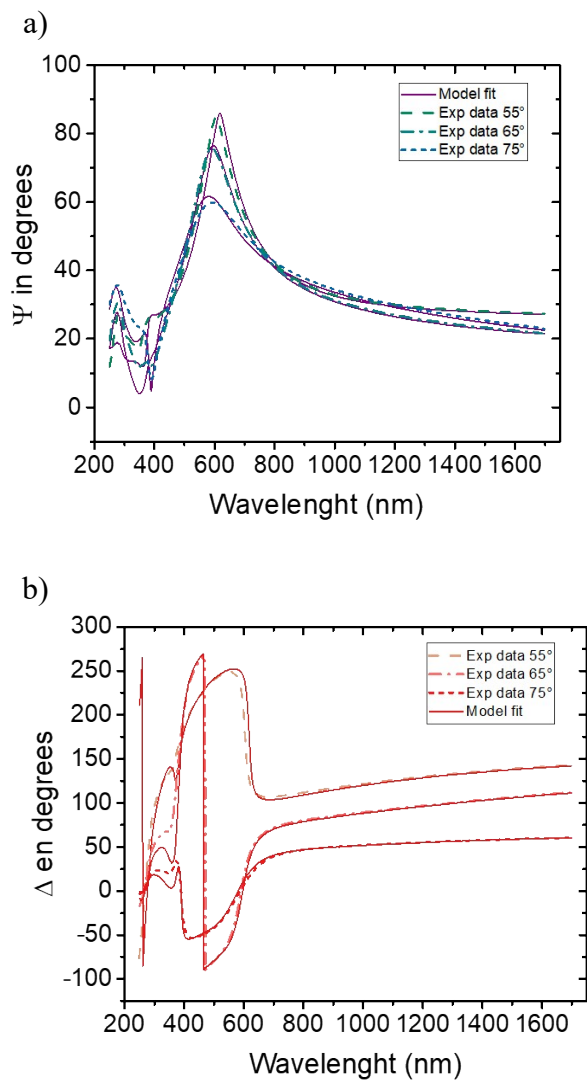 a)
100
80
60
40
20
0
Ψ in degrees
Model fit
Exp data 55°
Exp data 65°
Exp data 75°
200 400 600 800 1000 1200 1400 1600
Wavelenght (nm)
b)
300
250
200
150
100
50
0
-50
-100
Δ en degrees
Exp data 55°
Exp data 65°
Exp data 75°
Model fit
200 400 600 800 1000 1200 1400 1600
Wavelenght (nm)